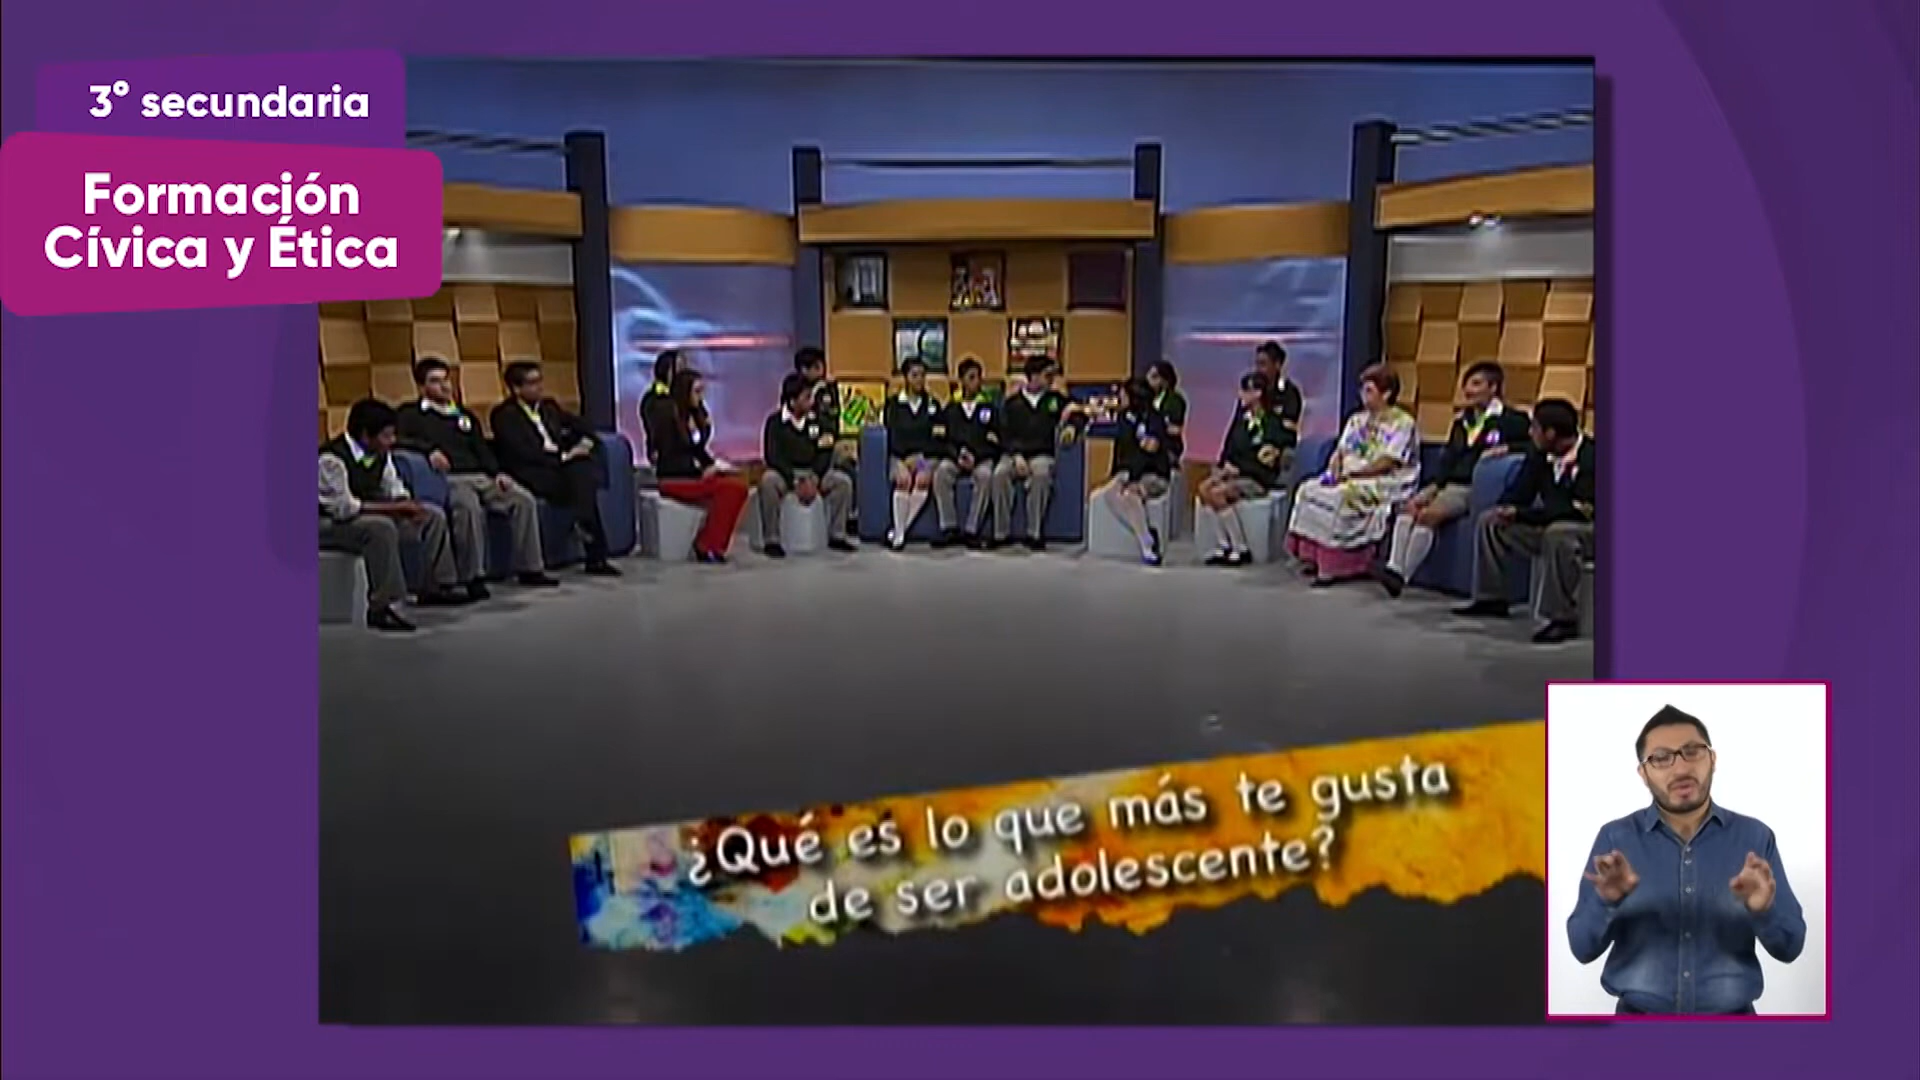 3° secundaria
Formación
Cívica y Ética
¿Qué es lo que más te gusta
de ser adolescente?